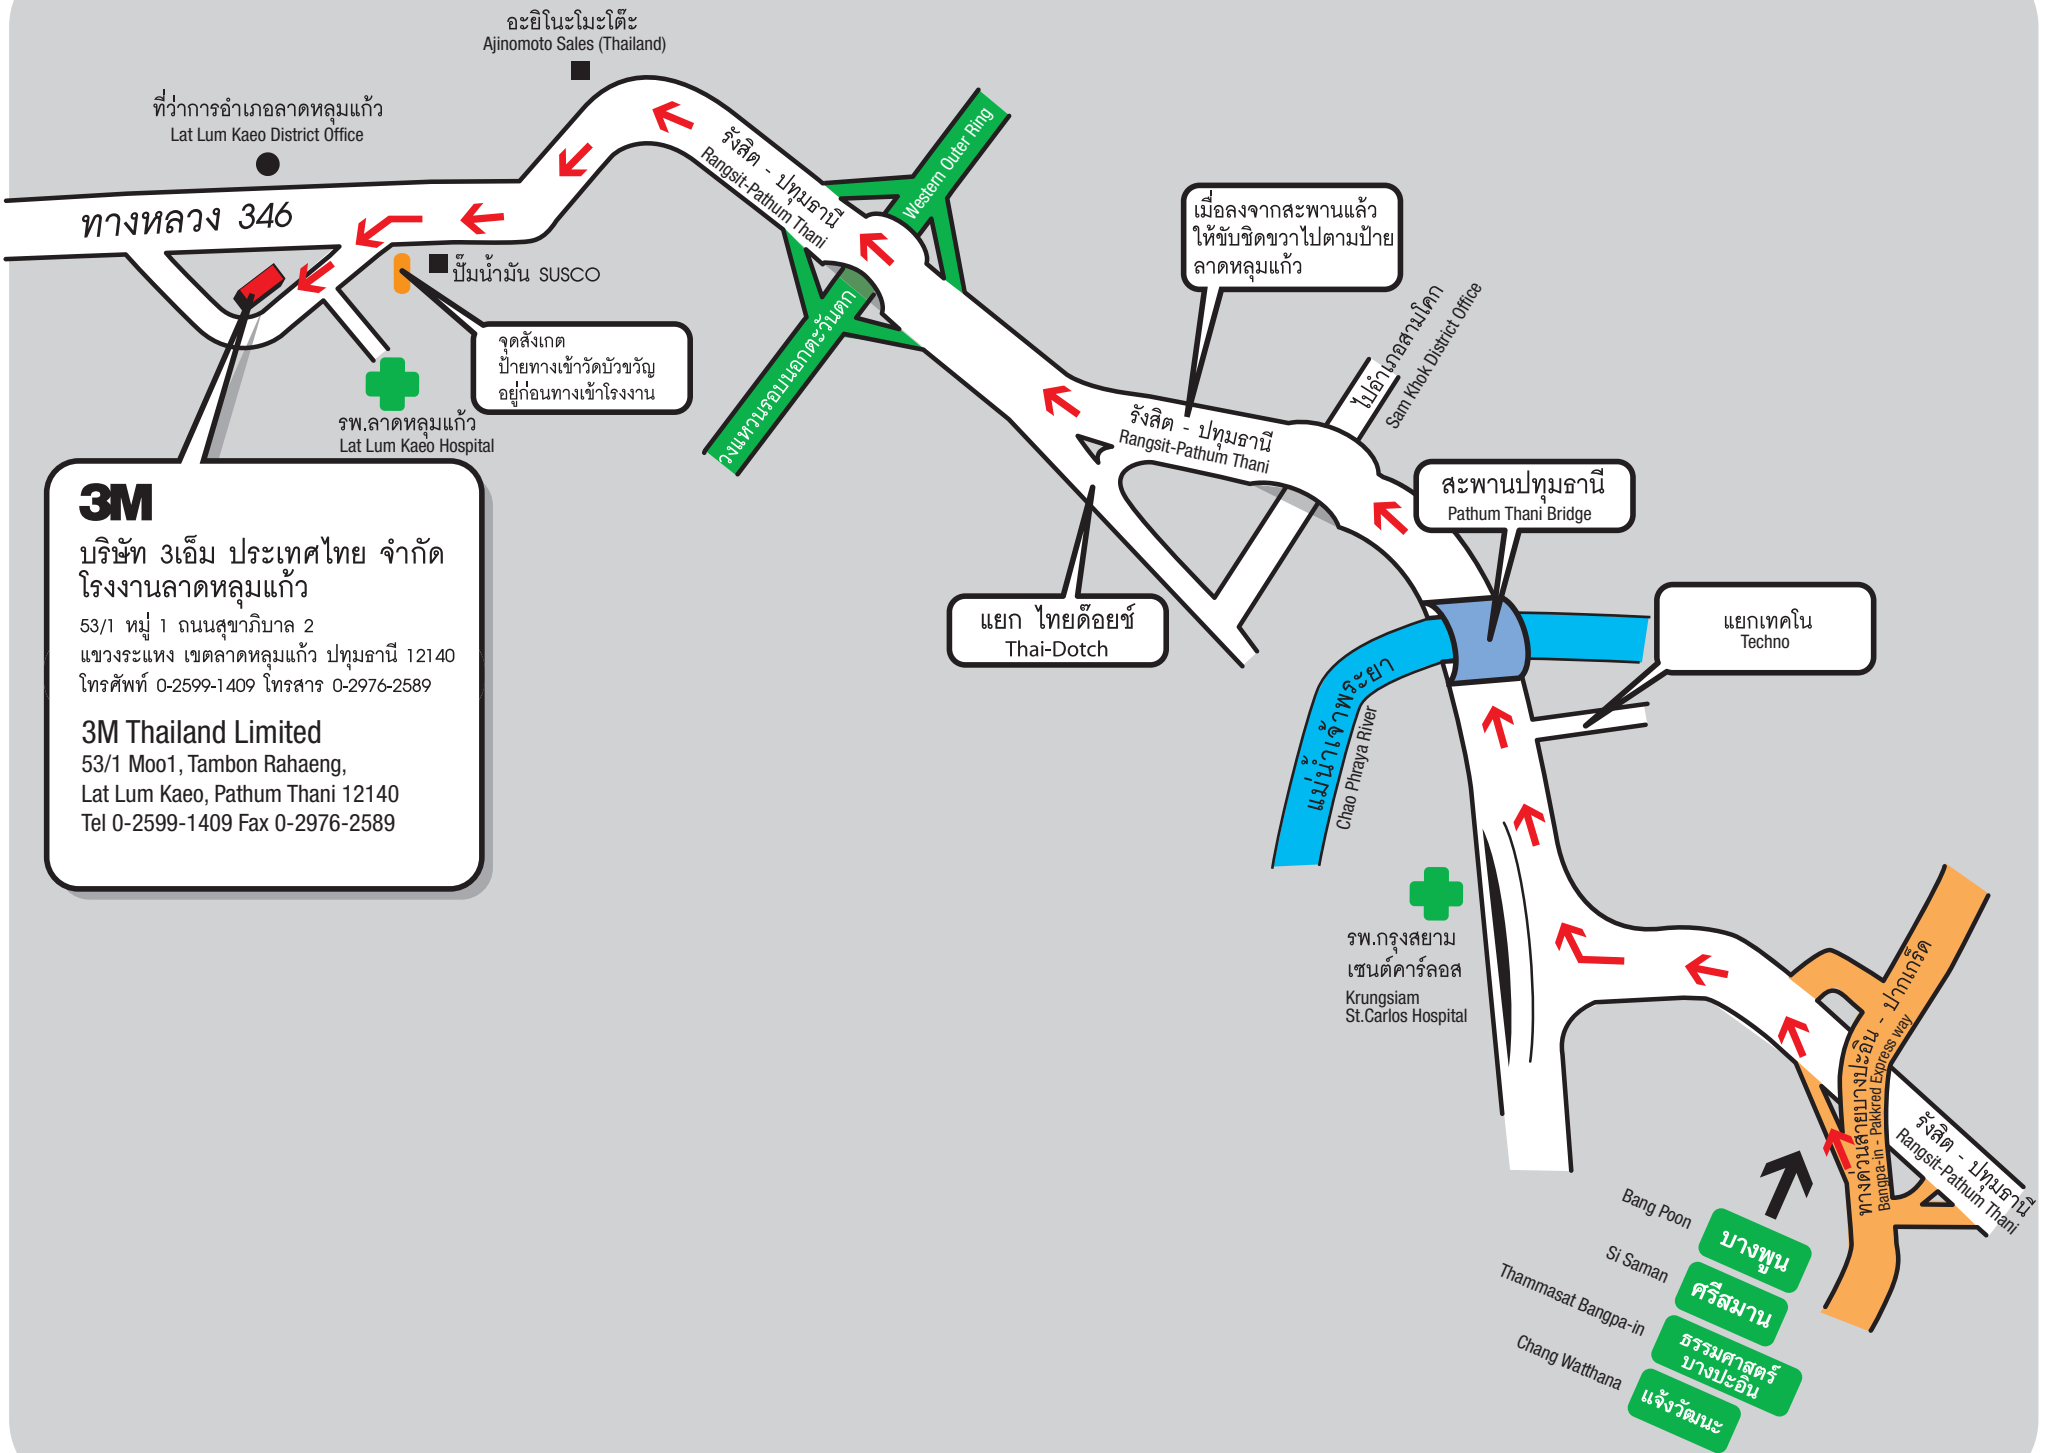 อะยิโนะโมะโต๊ะ
Ajinomoto Sales (Thailand)
ที่ว่าการอำเภอลาดหลุมแก้ว
Lat Lum Kaeo District Office
ทางหลวง 346
รังสิต - ปทุมธานี
Rangsit-Pathum Thani
Western Outer Ring
วงแหวนรอบนอกตะวันตก
ปั๊มน้ำมัน SUSCO
จุดสังเกต
ป้ายทางเข้าวัดบัวขวัญ
อยู่ก่อนทางเข้าโรงงาน
รพ.ลาดหลุมแก้ว
Lat Lum Kaeo Hospital
เมื่อลงจากสะพานแล้ว
ให้ขับชิดขวาไปตามป้าย
ลาดหลุมแก้ว
ไปอำเภอสามโคก
Sam Khok District Office
รังสิต - ปทุมธานี
Rangsit-Pathum Thani
สะพานปทุมธานี
Pathum Thani Bridge
3M
บริษัท 3เอ็ม ประเทศไทย จำกัด
โรงงานลาดหลุมแก้ว
53/1 หมู่ 1 ถนนสุขาภิบาล 2
แขวงระแหง เขตลาดหลุมแก้ว ปทุมธานี 12140
โทรศัพท์ 0-2599-1409 โทรสาร 0-2976-2589
3M Thailand Limited
53/1 Moo1, Tambon Rahaeng,
Lat Lum Kaeo, Pathum Thani 12140
Tel 0-2599-1409 Fax 0-2976-2589
แยก ไทยด๊อยช์
Thai-Dotch
แยกเทคโน
Techno
แม่น้ำเจ้าพระยา
Chao Phraya River
รพ.กรุงสยาม
เซนต์คาร์ลอส
Krungsiam
St.Carlos Hospital
ทางด่วนสายบางปะอิน - ปากเกร็ด
Bangpa-in - Pakkred Express way
รังสิต - ปทุมธานี
Rangsit-Pathum Thani
Bang Poon
บางพูน
Si Saman
ศรีสมาน
Thammasat Bangpa-in
ธรรมศาสตร์
บางปะอิน
Chang Watthana
แจ้งวัฒนะ